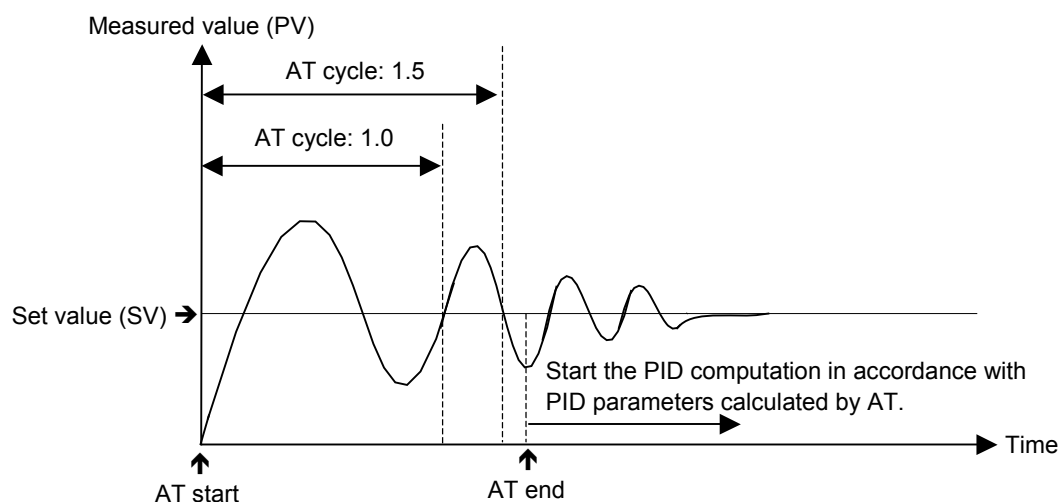 Measured value (PV)
AT cycle: 1.5
AT cycle: 1.0
Set value (SV)
Start the PID computation in accordance with
PID parameters calculated by AT.
Time
AT start
AT end